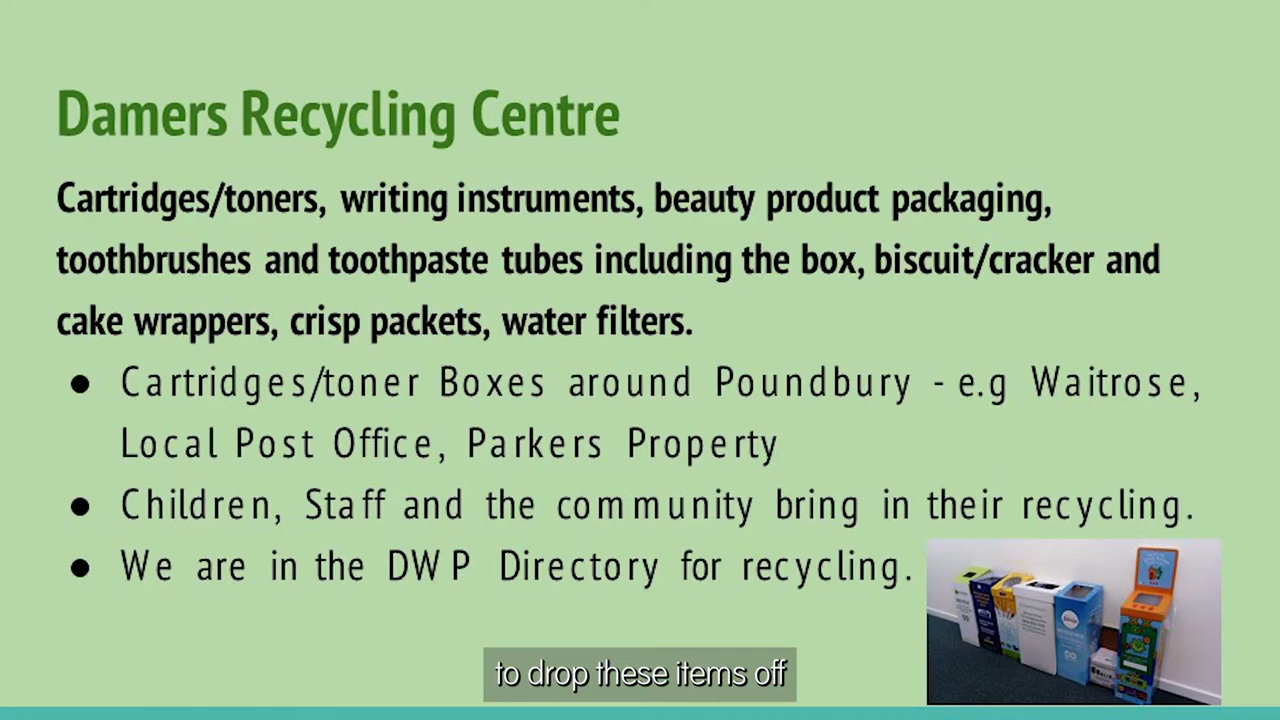 Damers Recycling Centre
Cartridges/toners, writing instruments, beauty product packaging,
toothbrushes and toothpaste tubes including the box, biscuit/cracker and
cake wrappers, crisp packets, water filters.
● Cartridges/toner Boxes around Poundbury - e.g Waitrose,
Local Post Office, Parkers Property
● Children, Staff and the community bring in their recycling.
● We are in the DWP Directory for recycling.
to drop these items off